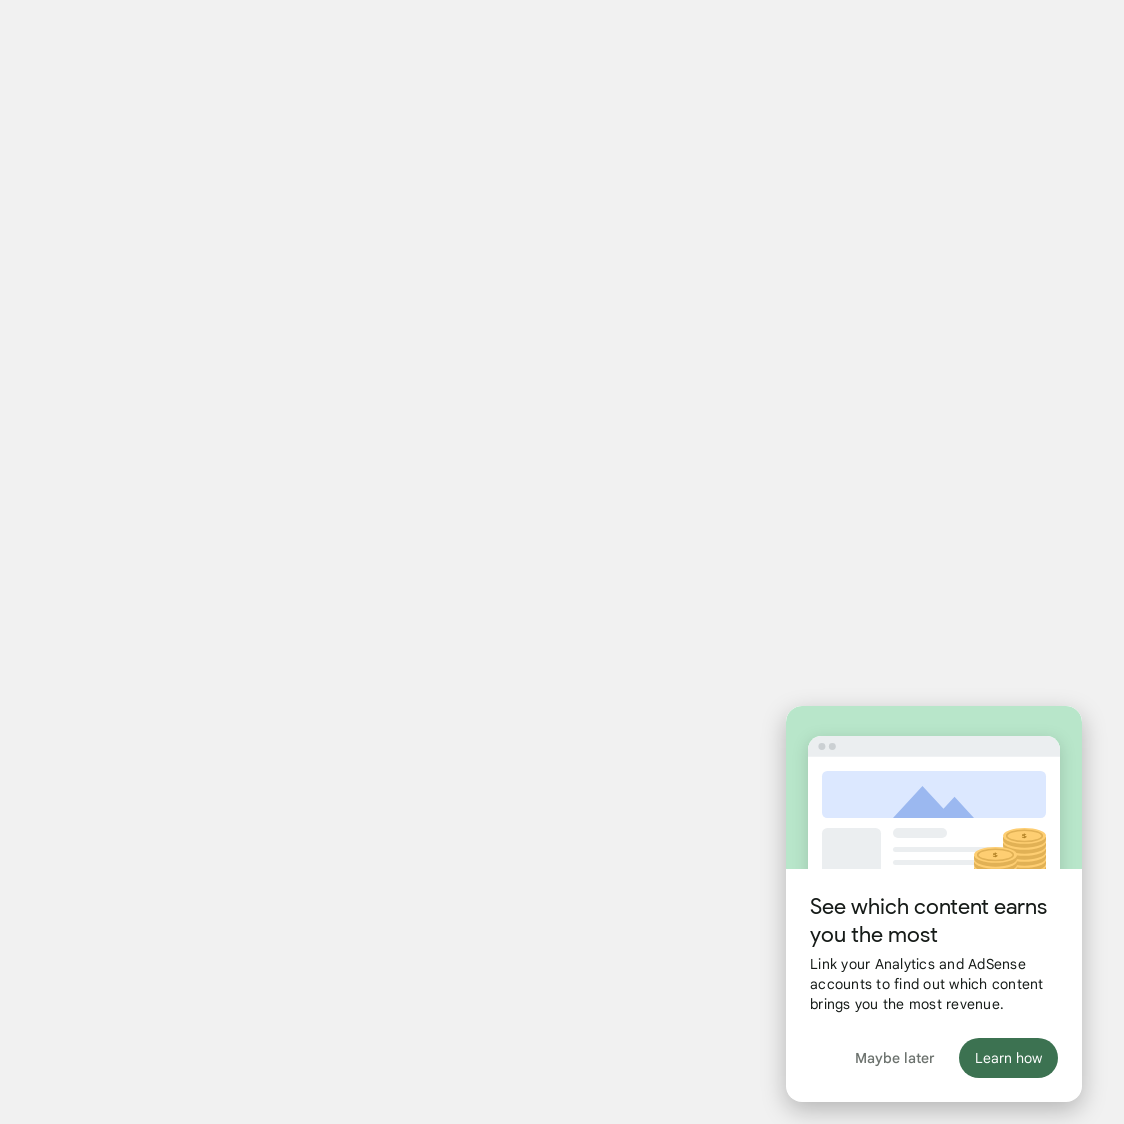 $
$
See which content earns
you the most
Link your Analytics and AdSense
accounts to find out which content
brings you the most revenue.
Maybe later
Learn how